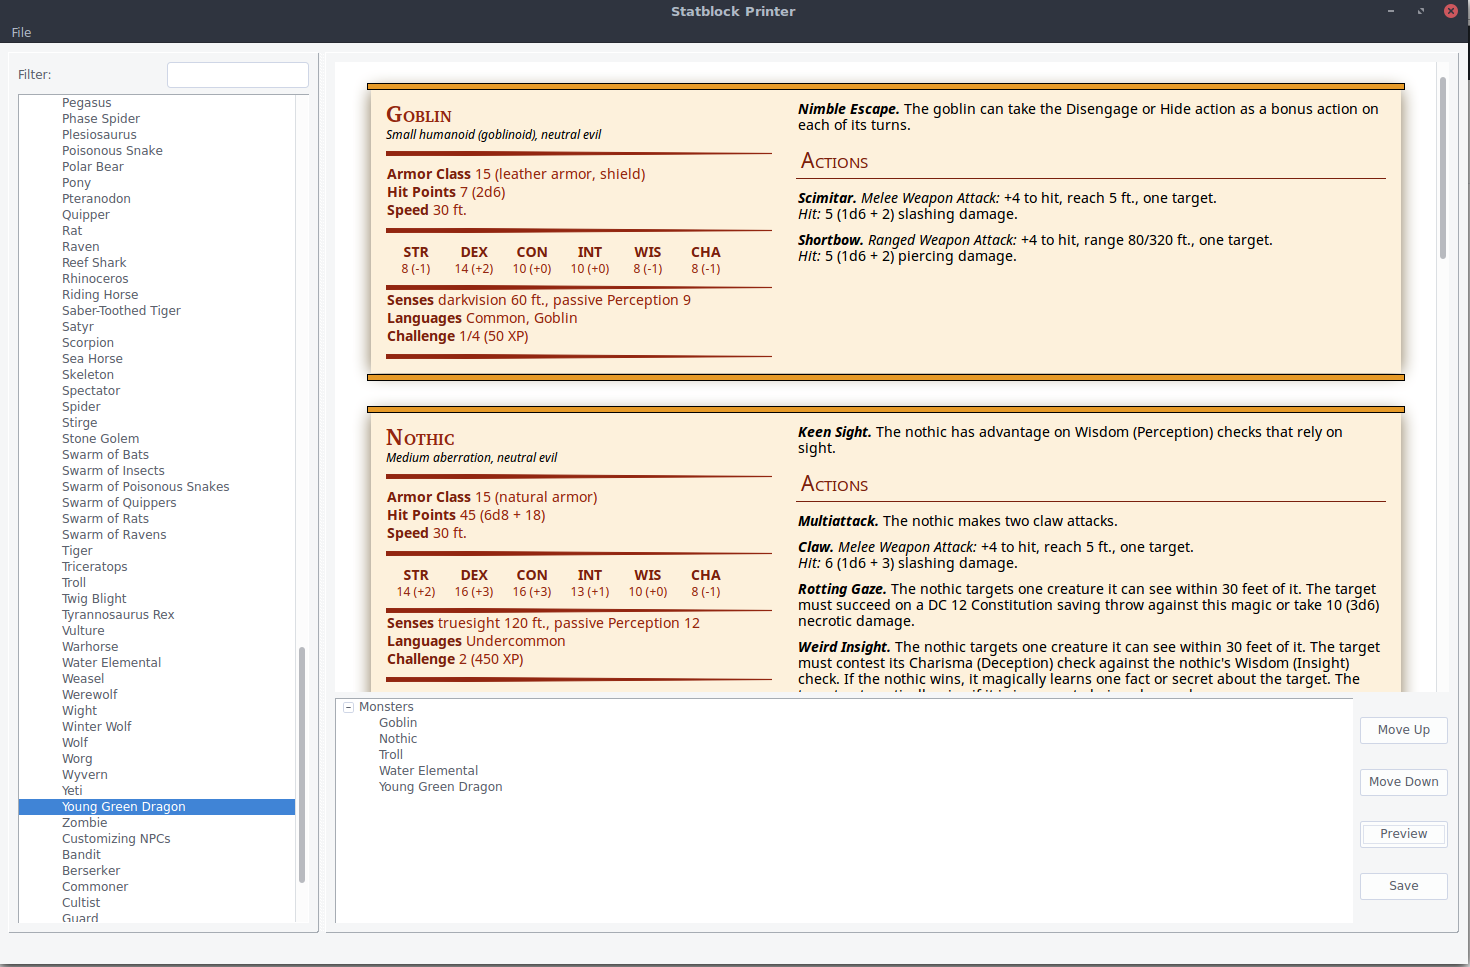 Statblock Printer
File
Filter:
Pegasus
Phase Spider
Plesiosaurus
Poisonous Snake
Polar Bear
Pony
Pteranodon
Quipper
Rat
Raven
Reef Shark
Rhinoceros
Riding Horse
Saber-Toothed Tiger
Satyr
Scorpion
Sea Horse
Skeleton
Spectator
Spider
Stirge
Stone Golem
Swarm of Bats
Swarm of Insects
Swarm of Poisonous Snakes
Swarm of Quippers
Swarm of Rats
Swarm of Ravens
Tiger
Triceratops
Troll
Twig Blight
Tyrannosaurus Rex
Vulture
Warhorse
Water Elemental
Weasel
Werewolf
Wight
Winter Wolf
Wolf
Worg
Wyvern
Yeti
Young Green Dragon
Zombie
Customizing NPCs
Bandit
Berserker
Commoner
Cultist
Guard
Goblin
Small humanoid (goblinoid), neutral evil
Armor Class 15 (leather armor, shield)
Hit Points 7 (2d6)
Speed 30 ft.
STR DEX CON INT WIS CHA
8 (-1) 14 (+2) 10 (+0) 10 (+0) 8 (-1) 8 (-1)
Senses darkvision 60 ft., passive Perception 9
Languages Common, Goblin
Challenge 1/4 (50 XP)
Nimble Escape. The goblin can take the Disengage or Hide action as a bonus action on
each of its turns.
Actions
Scimitar. Melee Weapon Attack: +4 to hit, reach 5 ft., one target.
Hit: 5 (1d6 + 2) slashing damage.
Shortbow. Ranged Weapon Attack: +4 to hit, range 80/320 ft., one target.
Hit: 5 (1d6 + 2) piercing damage.
Nothic
Medium aberration, neutral evil
Armor Class 15 (natural armor)
Hit Points 45 (6d8 + 18)
Speed 30 ft.
STR DEX CON INT WIS CHA
14 (+2) 16 (+3) 16 (+3) 13 (+1) 10 (+0) 8 (-1)
Senses truesight 120 ft., passive Perception 12
Languages Undercommon
Challenge 2 (450 XP)
Keen Sight. The nothic has advantage on Wisdom (Perception) checks that rely on
sight.
Actions
Multiattack. The nothic makes two claw attacks.
Claw. Melee Weapon Attack: +4 to hit, reach 5 ft., one target.
Hit: 6 (1d6 + 3) slashing damage.
Rotting Gaze. The nothic targets one creature it can see within 30 feet of it. The target
must succeed on a DC 12 Constitution saving throw against this magic or take 10 (3d6)
necrotic damage.
Weird Insight. The nothic targets one creature it can see within 30 feet of it. The target
must contest its Charisma (Deception) check against the nothic's Wisdom (Insight)
check. If the nothic wins, it magically learns one fact or secret about the target. The
Monsters
Goblin
Nothic
Troll
Water Elemental
Young Green Dragon
Move Up
Move Down
Preview
Save